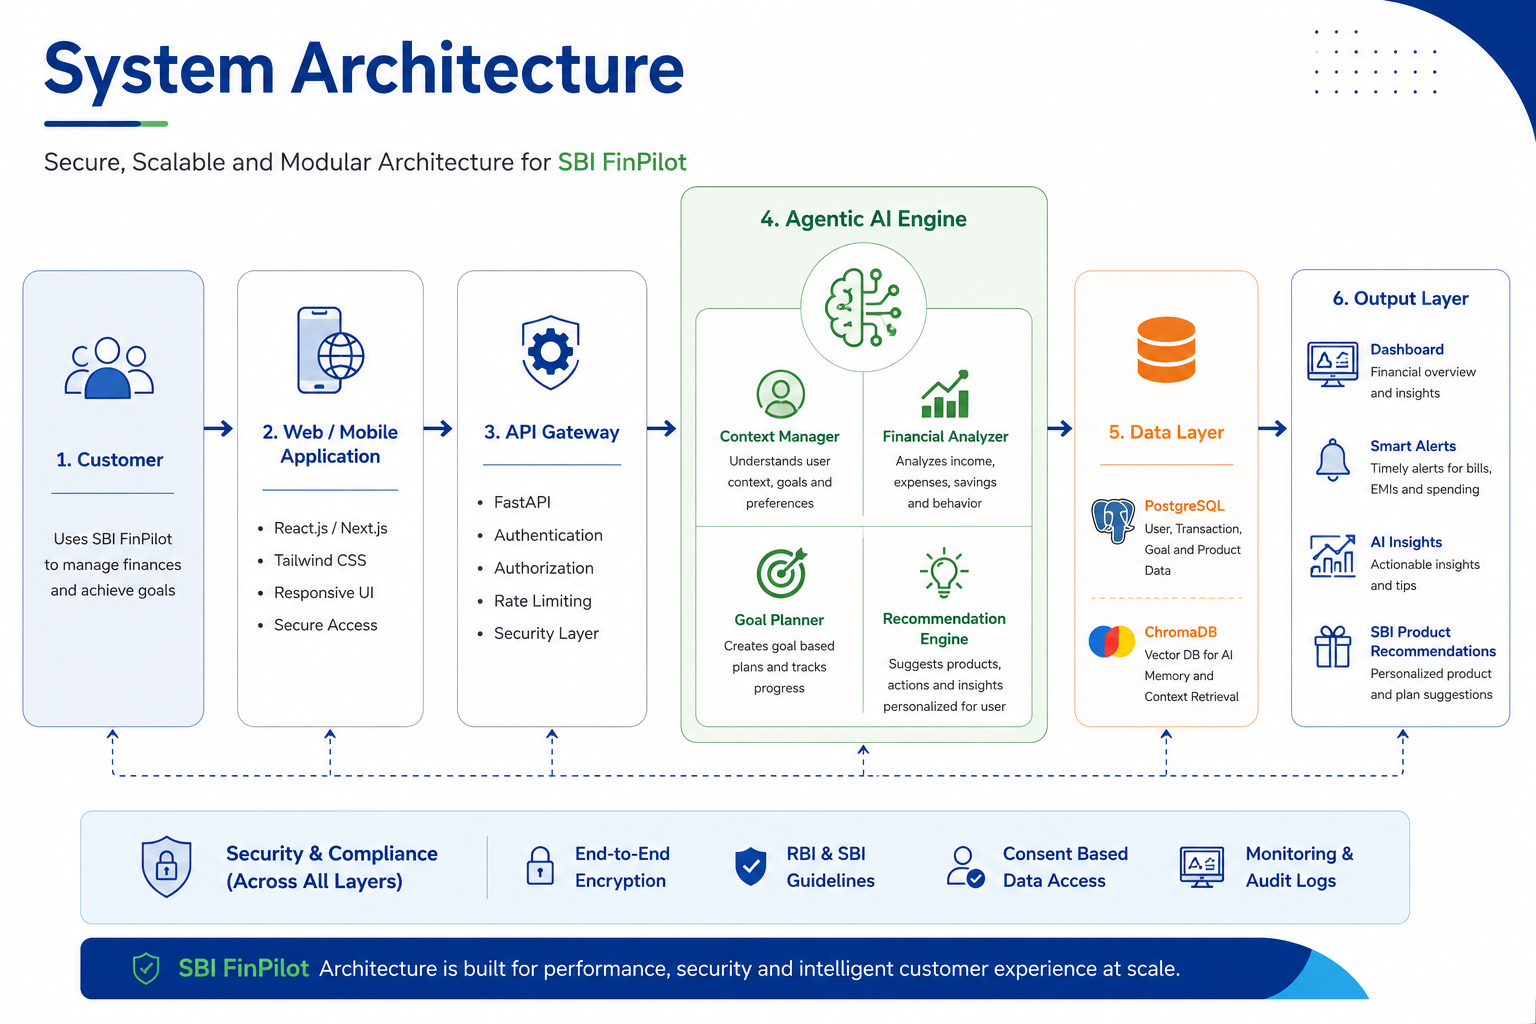 System Architecture
Secure, Scalable and Modular Architecture for SBI FinPilot
1. Customer
Uses SBI FinPilot
to manage finances
and achieve goals
2. Web / Mobile
Application
• React.js / Next.js
• Tailwind CSS
• Responsive UI
• Secure Access
3. API Gateway
• FastAPI
• Authentication
• Authorization
• Rate Limiting
• Security Layer
4. Agentic AI Engine
Context Manager
Understands user
context, goals and
preferences
Financial Analyzer
Analyzes income,
expenses, savings
and behavior
Goal Planner
Creates goal based
plans and tracks
progress
Recommendation
Engine
Suggests products,
actions and insights
personalized for user
5. Data Layer
PostgreSQL
User, Transaction,
Goal and Product
Data
ChromaDB
Vector DB for AI
Memory and
Context Retrieval
6. Output Layer
Dashboard
Financial overview
and insights
Smart Alerts
Timely alerts for bills,
EMIs and spending
AI Insights
Actionable insights
and tips
SBI Product
Recommendations
Personalized product
and plan suggestions
Security & Compliance
(Across All Layers)
End-to-End
Encryption
RBI & SBI
Guidelines
Consent Based
Data Access
Monitoring &
Audit Logs
SBI FinPilot Architecture is built for performance, security and intelligent customer experience at scale.